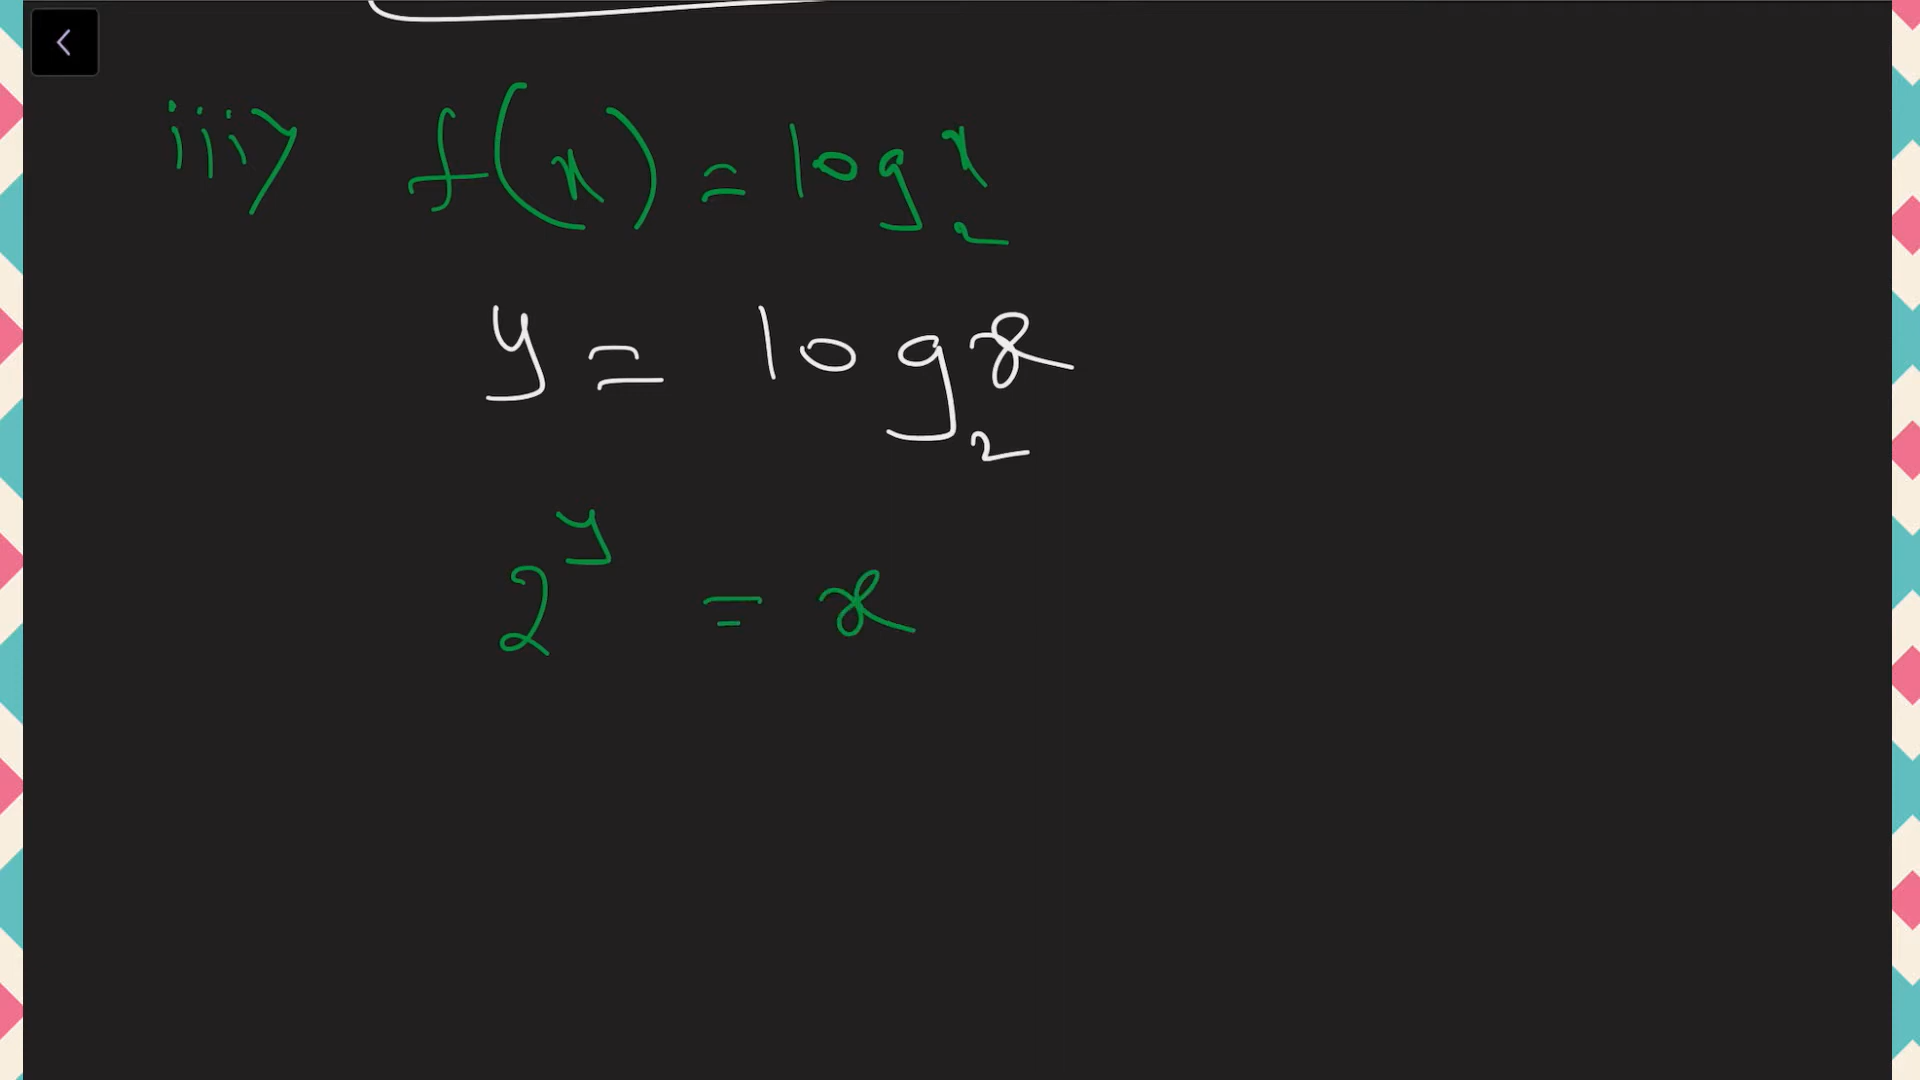 iii) f(x) = log₂x
y = log₂x
2^y = x